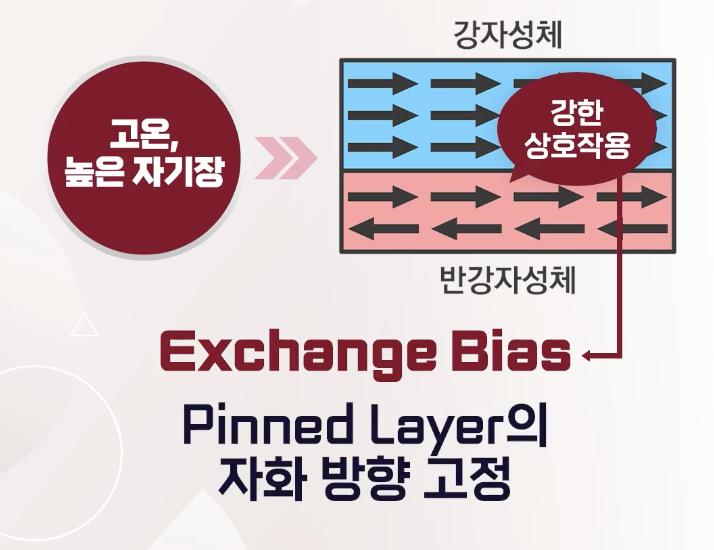 강자성체
고온,
높은 자기장
강한
상호작용
반강자성체
Exchange Bias
Pinned Layer의
자화 방향 고정